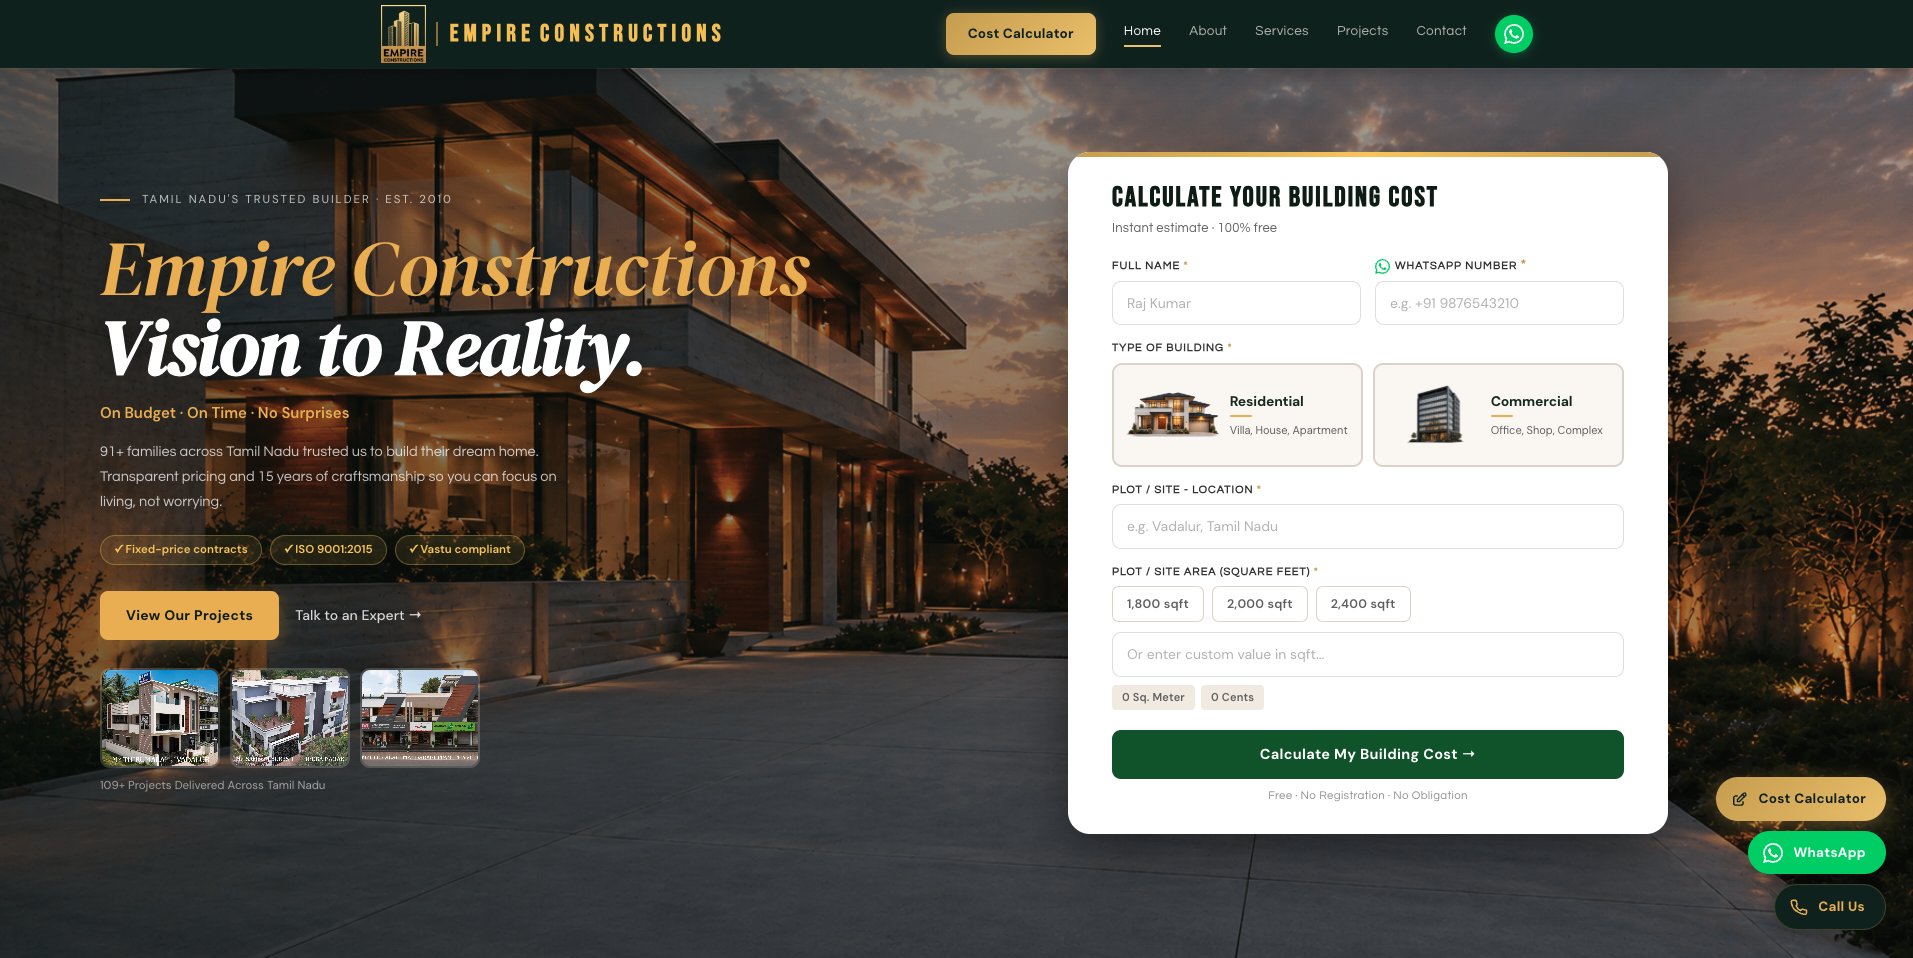 EMPIRE
CONSTRUCTIONS
EMPIRE CONSTRUCTIONS
Cost Calculator
Home
About
Services
Projects
Contact
TAMIL NADU'S TRUSTED BUILDER · EST. 2010
Empire Constructions
Vision to Reality.
On Budget · On Time · No Surprises
91+ families across Tamil Nadu trusted us to build their dream home.
Transparent pricing and 15 years of craftsmanship so you can focus on
living, not worrying.
✓ Fixed-price contracts
✓ ISO 9001:2015
✓ Vastu compliant
View Our Projects
Talk to an Expert →
109+ Projects Delivered Across Tamil Nadu
CALCULATE YOUR BUILDING COST
Instant estimate · 100% free
FULL NAME *
WHATSAPP NUMBER *
Raj Kumar
e.g. +91 9876543210
TYPE OF BUILDING *
Residential
Villa, House, Apartment
Commercial
Office, Shop, Complex
PLOT / SITE - LOCATION *
e.g. Vadalur, Tamil Nadu
PLOT / SITE AREA (SQUARE FEET) *
1,800 sqft
2,000 sqft
2,400 sqft
Or enter custom value in sqft...
0 Sq. Meter
0 Cents
Calculate My Building Cost →
Free · No Registration · No Obligation
Cost Calculator
WhatsApp
Call Us